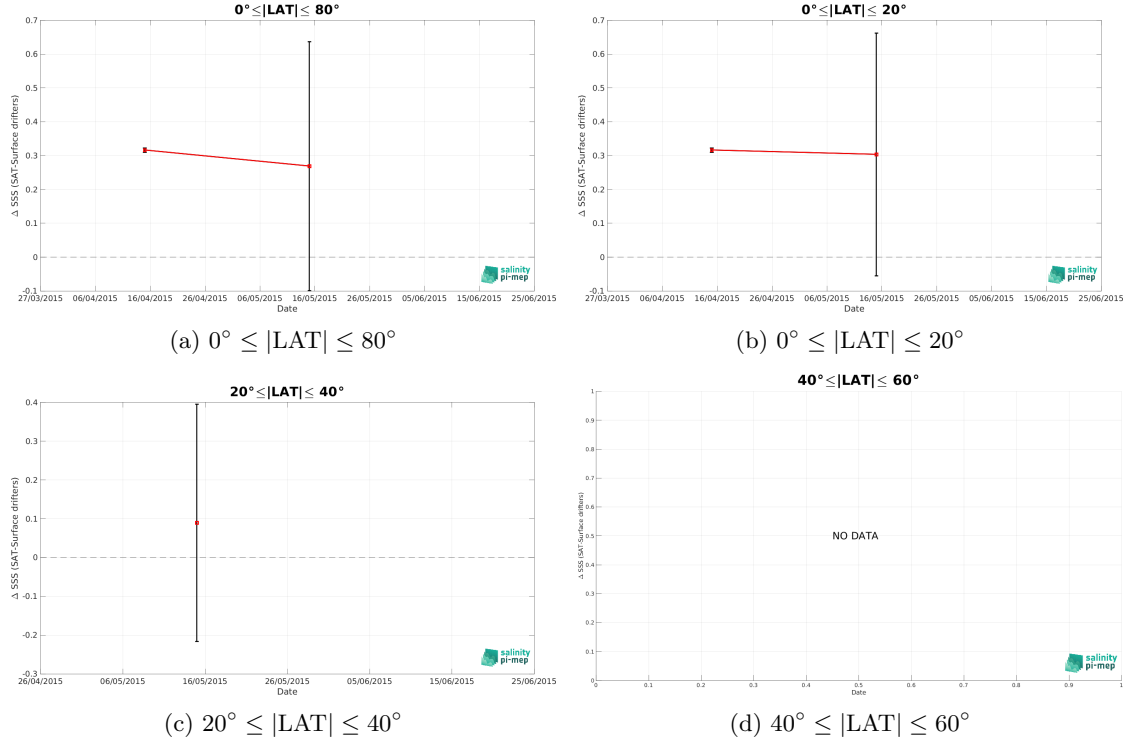 0°≤|LAT|≤ 80°
0.7
0.6
0.5
0.4
0.3
0.2
0.1
0
-0.1
Δ SSS (SAT-Surface drifters)
27/03/2015 06/04/2015 16/04/2015 26/04/2015 06/05/2015 16/05/2015 26/05/2015 05/06/2015 15/06/2015 25/06/2015
Date
salinity
pi-mep
(a) 0° ≤ |LAT| ≤ 80°
0°≤|LAT|≤ 20°
0.7
0.6
0.5
0.4
0.3
0.2
0.1
0
-0.1
Δ SSS (SAT-Surface drifters)
27/03/2015 06/04/2015 16/04/2015 26/04/2015 06/05/2015 16/05/2015 26/05/2015 05/06/2015 15/06/2015 25/06/2015
Date
salinity
pi-mep
(b) 0° ≤ |LAT| ≤ 20°
20°≤|LAT|≤ 40°
0.4
0.3
0.2
0.1
0
-0.1
-0.2
-0.3
Δ SSS (SAT-Surface drifters)
26/04/2015 06/05/2015 16/05/2015 26/05/2015 05/06/2015 15/06/2015 25/06/2015
Date
salinity
pi-mep
(c) 20° ≤ |LAT| ≤ 40°
40°≤|LAT|≤ 60°
1
0.9
0.8
0.7
0.6
0.5
0.4
0.3
0.2
0.1
0
Δ SSS (SAT-Surface drifters)
NO DATA
0 0.1 0.2 0.3 0.4 0.5 0.6 0.7 0.8 0.9 1
Date
salinity
pi-mep
(d) 40° ≤ |LAT| ≤ 60°